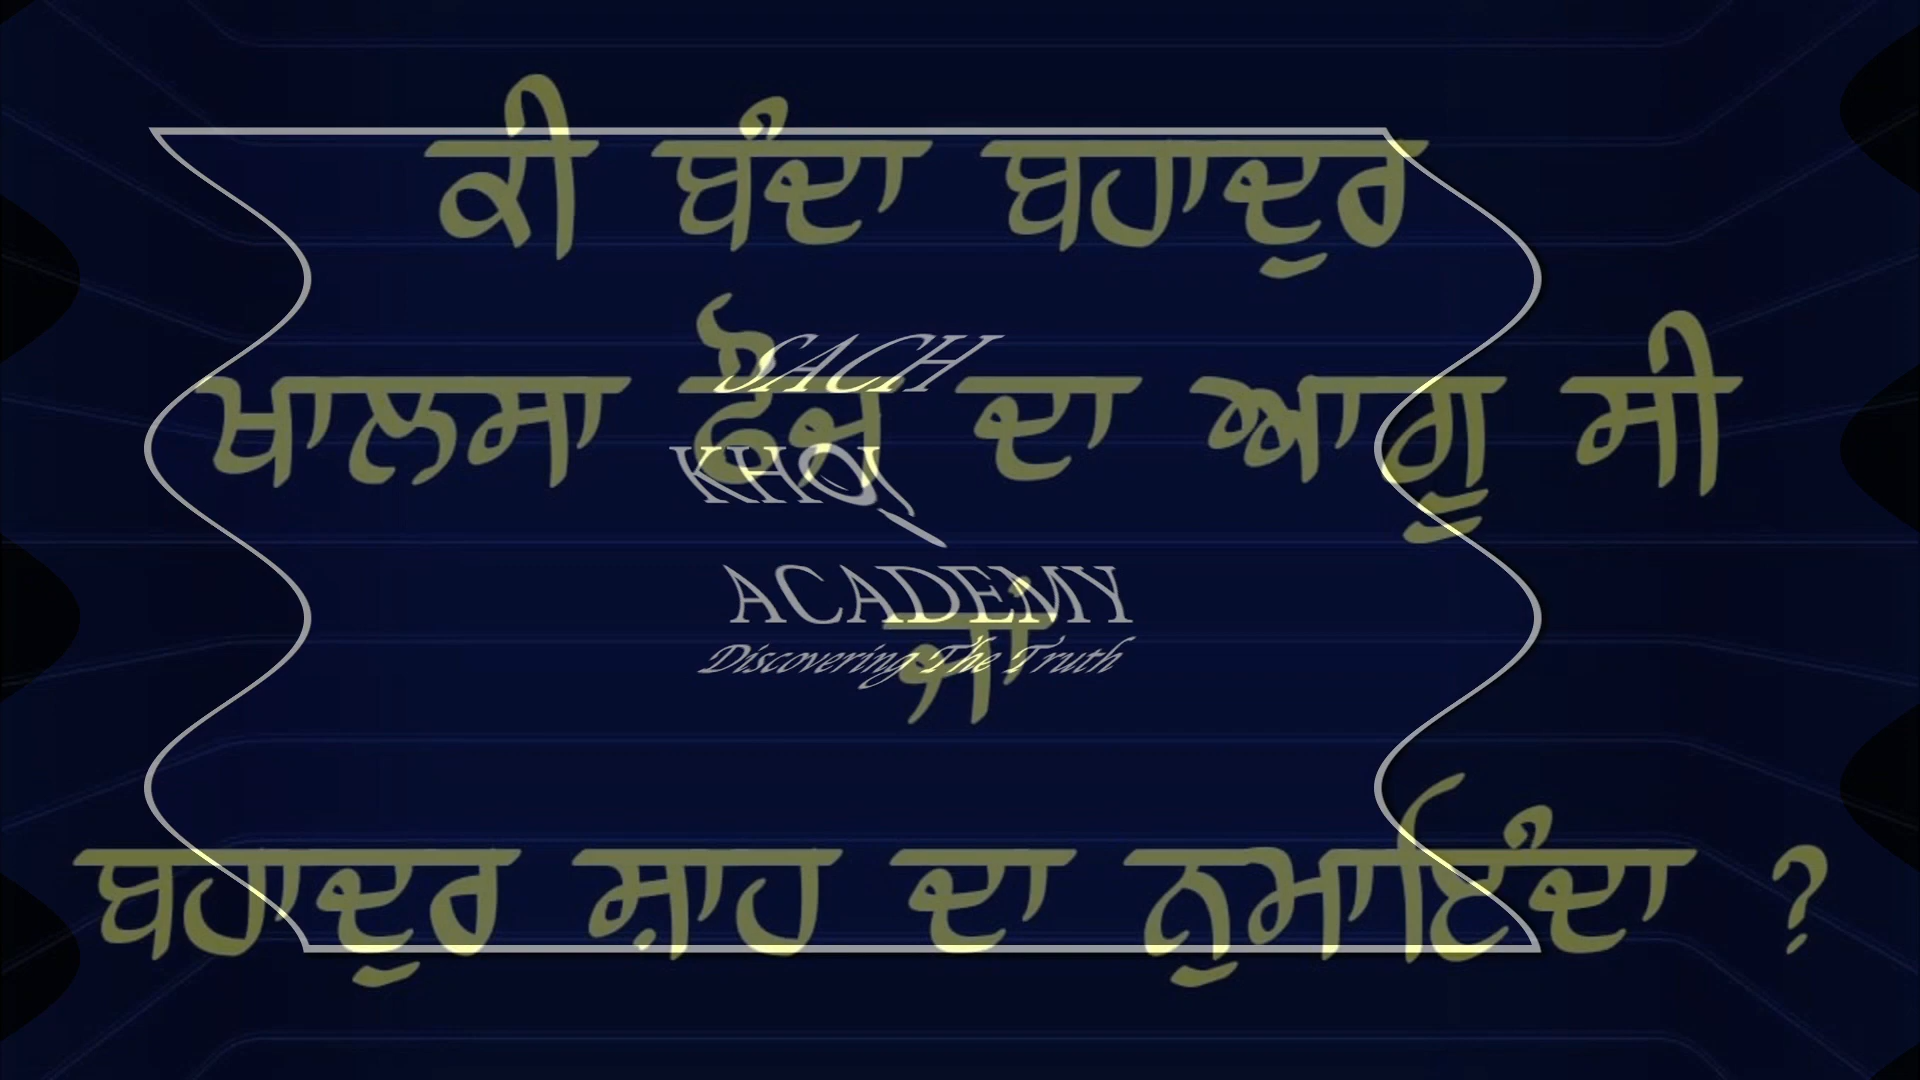 ਕੀ ਬੰਦਾ ਬਹਾਦੁਰ
ਖਾਲਸਾ ਫੌਜ ਦਾ ਆਗੂ ਸੀ
SACH
KHOJ
ACADEMY
Discovering The Truth
ਜਾਂ
ਬਹਾਦੁਰ ਸ਼ਾਹ ਦਾ ਨੁਮਾਇੰਦਾ ?